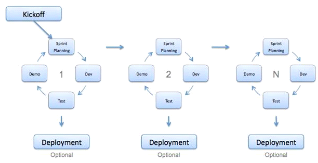 Kickoff
Sprint
Planning
Demo
1
Dev
Test
Deployment
Optional
Sprint
Planning
Demo
2
Dev
Test
Deployment
Optional
Sprint
Planning
Demo
N
Dev
Test
Deployment
Optional